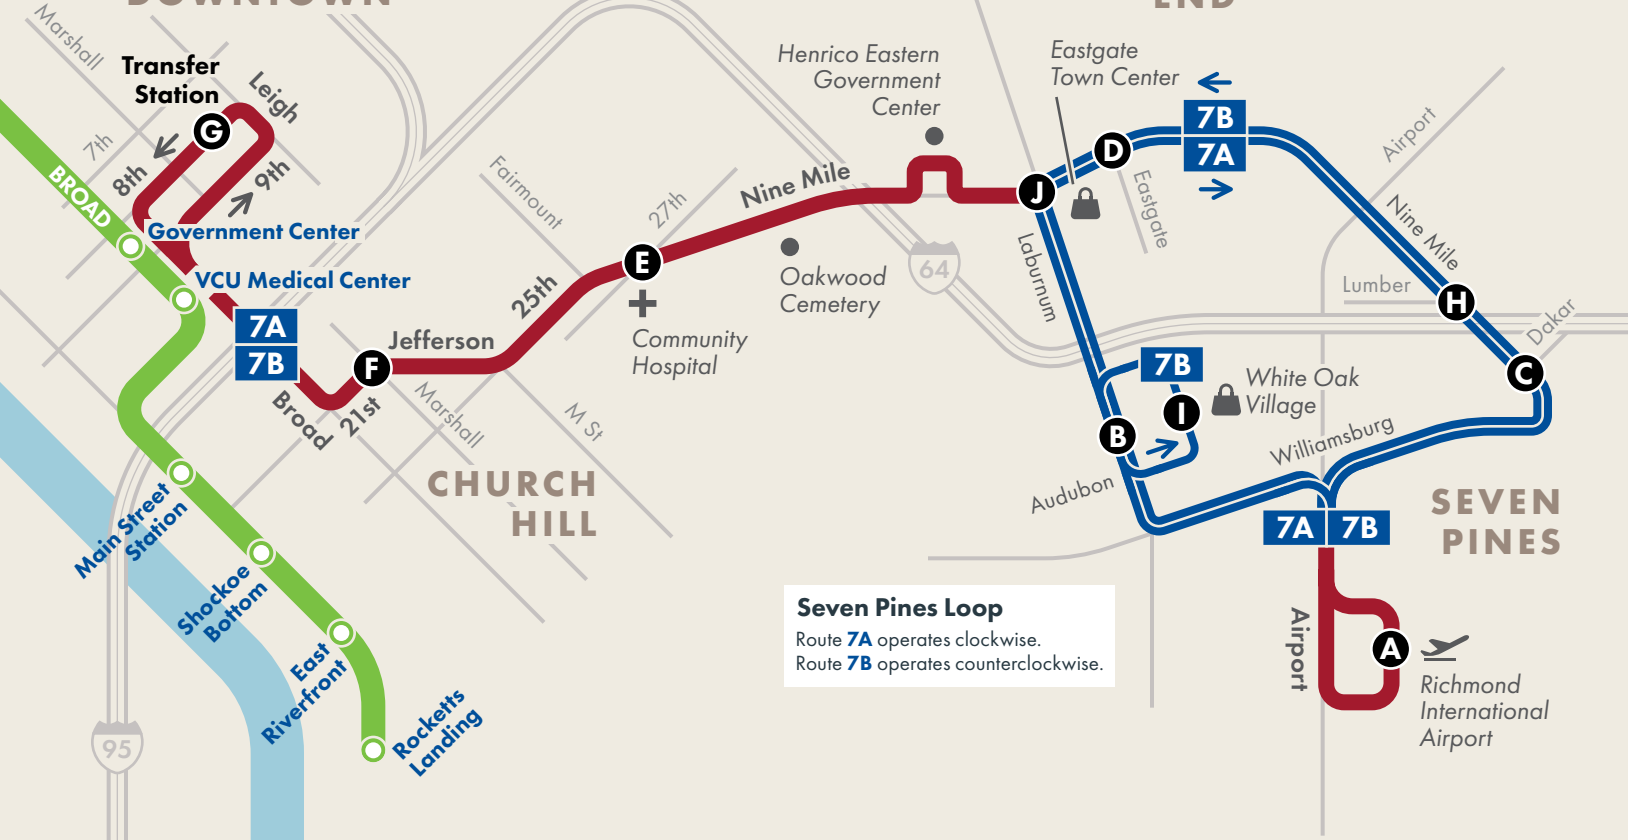 DOWNTOWN
END
Marshall
Transfer
Station
G
Leigh
7th
8th
9th
BROAD
Government Center
VCU Medical Center
7A
7B
Broad
21st
F
Jefferson
25th
Marshall
M St
Fairmount
27th
E
Community
Hospital
Nine Mile
Oakwood
Cemetery
Henrico Eastern
Government
Center
64
Eastgate
Town Center
J
D
7B
7A
Eastgate
Airport
Nine Mile
Lumber
H
Dakar
C
Laburnum
7B
I
White Oak
Village
B
Audubon
Williamsburg
7A
7B
SEVEN
PINES
CHURCH
HILL
Main Street
Station
Shockoe
Bottom
East
Riverfront
Rocketts
Landing
95
Seven Pines Loop
Route 7A operates clockwise.
Route 7B operates counterclockwise.
Airport
A
Richmond
International
Airport